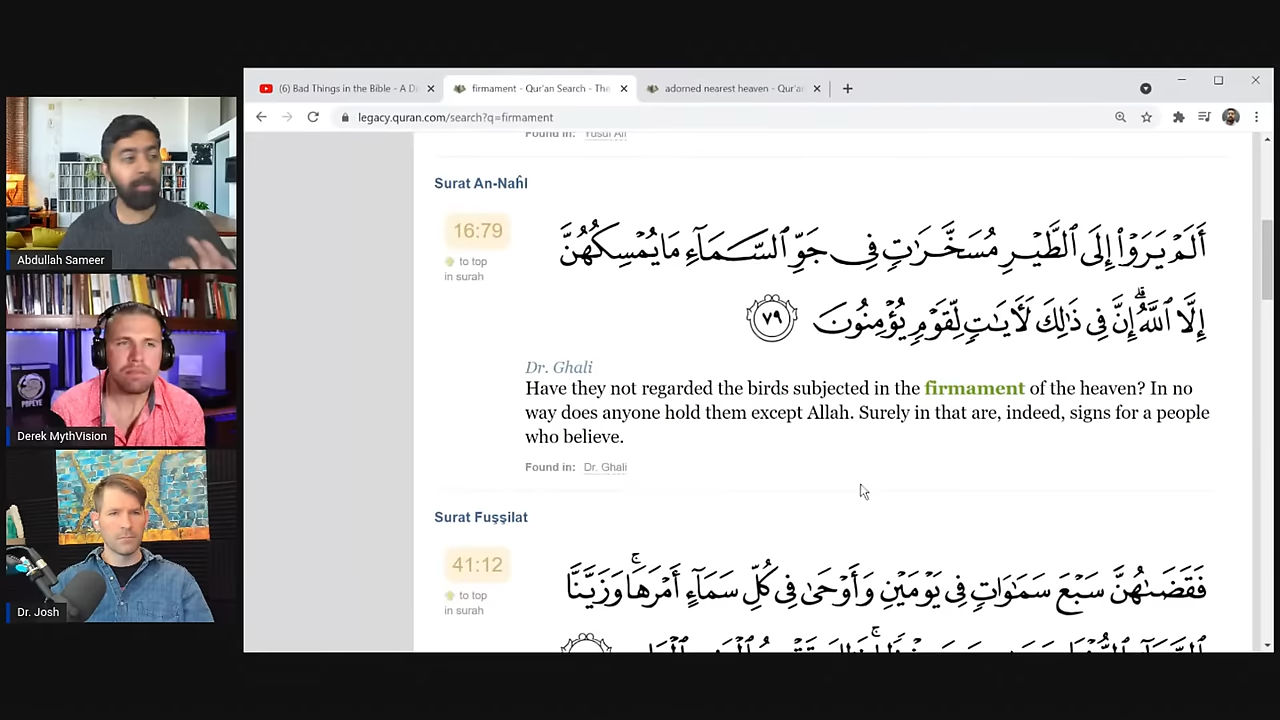 (6) Bad Things in the Bible - A D
firmament - Qur'an Search - The
adorned nearest heaven - Qur'a
legacy.quran.com/search?q=firmament
Found in: Yusuf Ali
Surat An-Naĥl
16:79
to top
in surah
أَلَمْ يَرَوْا۟ إِلَى ٱلطَّيْرِ مُسَخَّرَٰتٍ فِى جَوِّ ٱلسَّمَآءِ مَا يُمْسِكُهُنَّ
إِلَّا ٱللَّهُ ۗ إِنَّ فِى ذَٰلِكَ لَءَايَٰتٍ لِّقَوْمٍ يُؤْمِنُونَ ٧٩
Dr. Ghali
Have they not regarded the birds subjected in the firmament of the heaven? In no
way does anyone hold them except Allah. Surely in that are, indeed, signs for a people
who believe.
Found in: Dr. Ghali
Surat Fuşşilat
41:12
to top
in surah
فَقَضَىٰهُنَّ سَبْعَ سَمَٰوَاتٍ فِى يَوْمَيْنِ وَأَوْحَىٰ فِى كُلِّ سَمَآءٍ أَمْرَهَا ۚ وَزَيَّنَّا
Abdullah Sameer
POPEYE
Derek MythVision
Dr. Josh